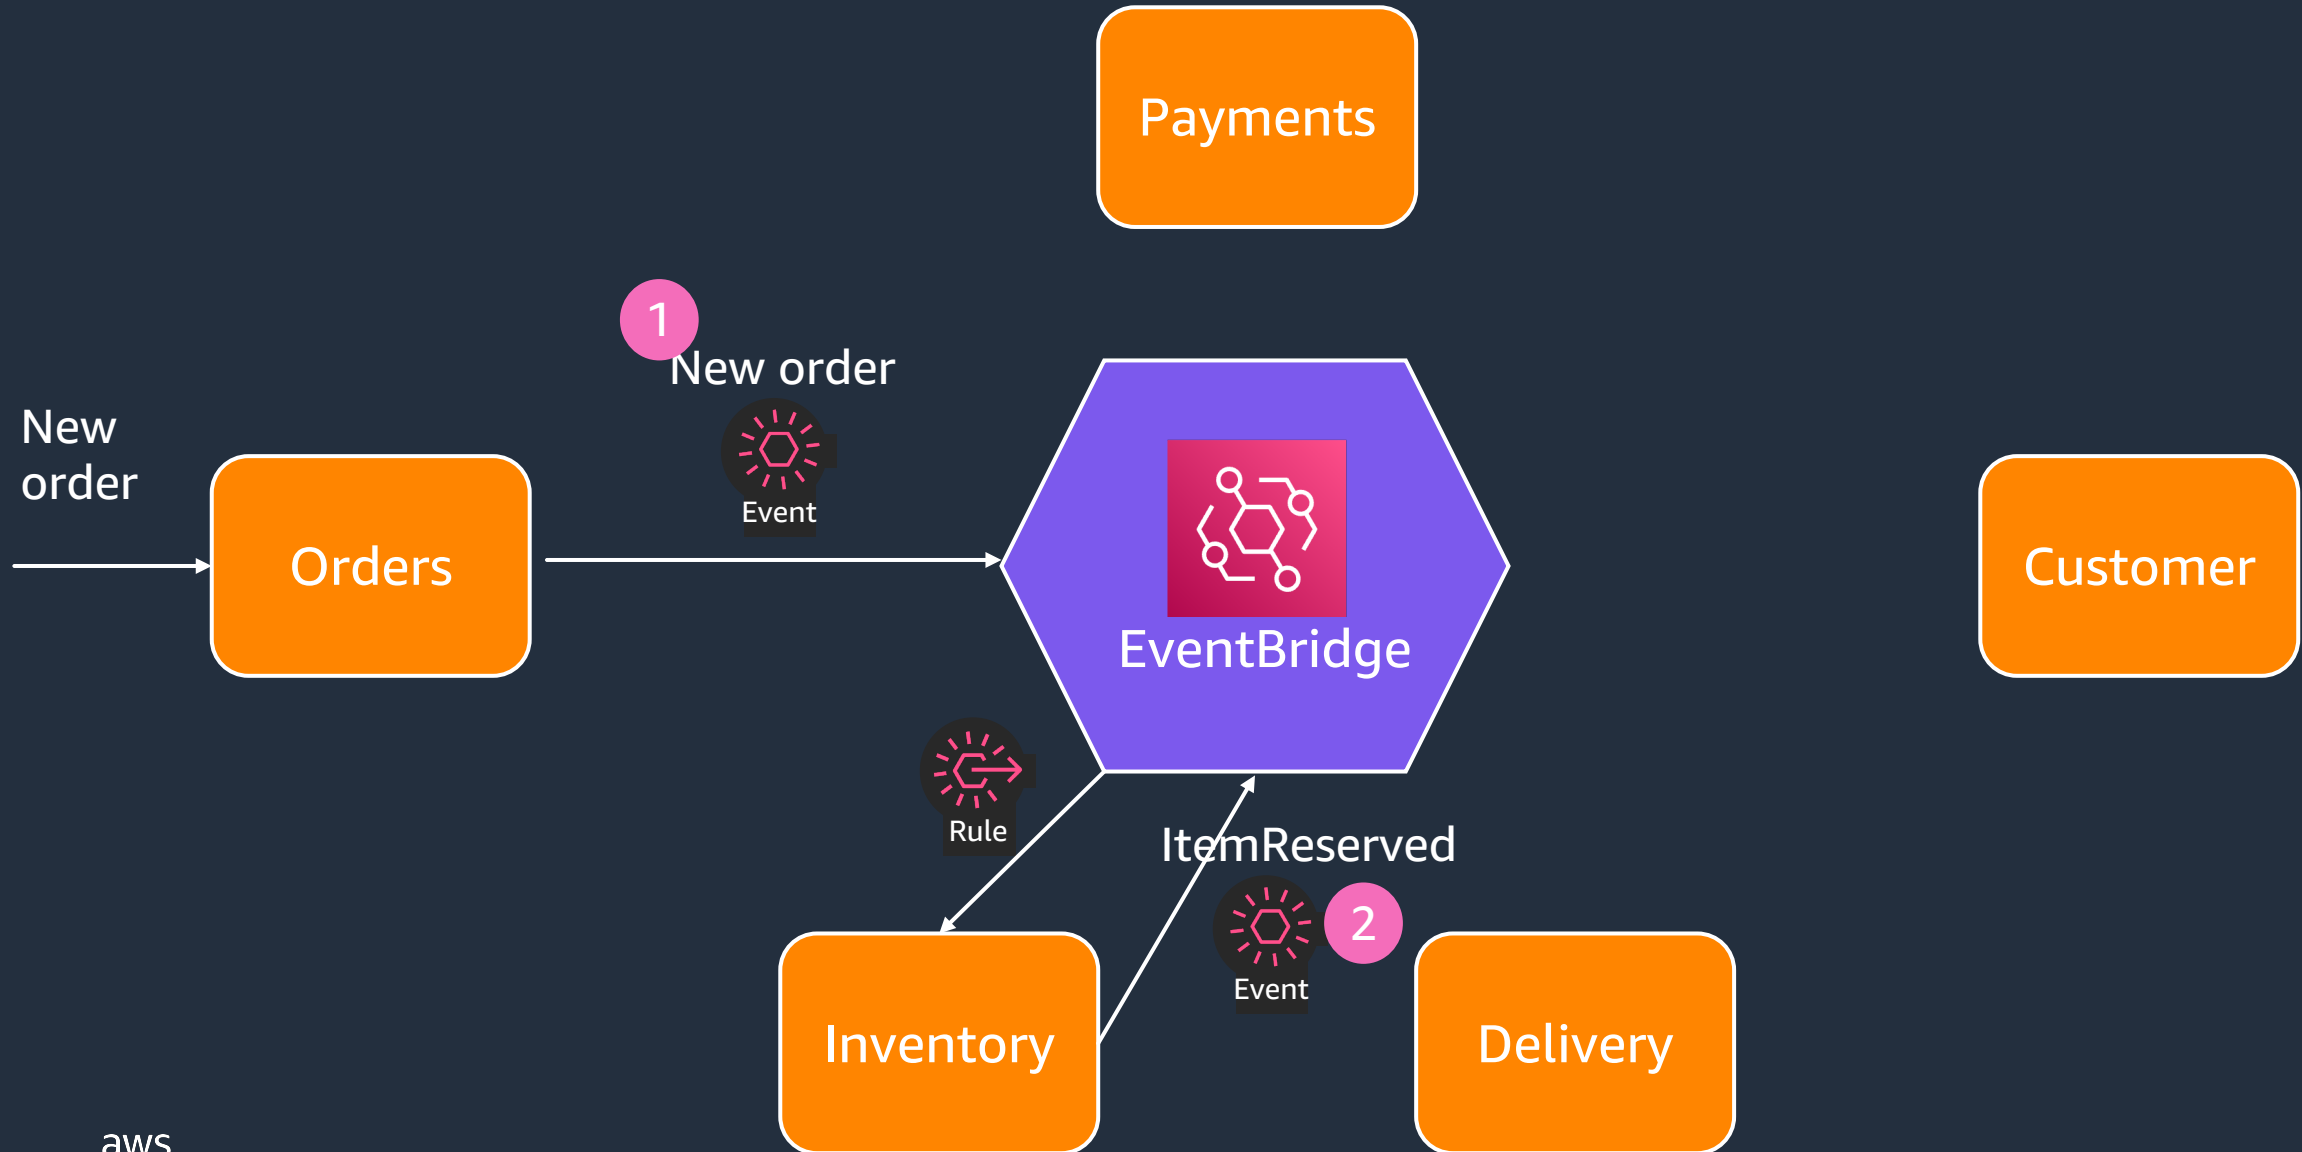 Payments
1
New order
Event
New
order
Orders
EventBridge
Customer
Rule
ItemReserved
2
Event
Inventory
Delivery
aws